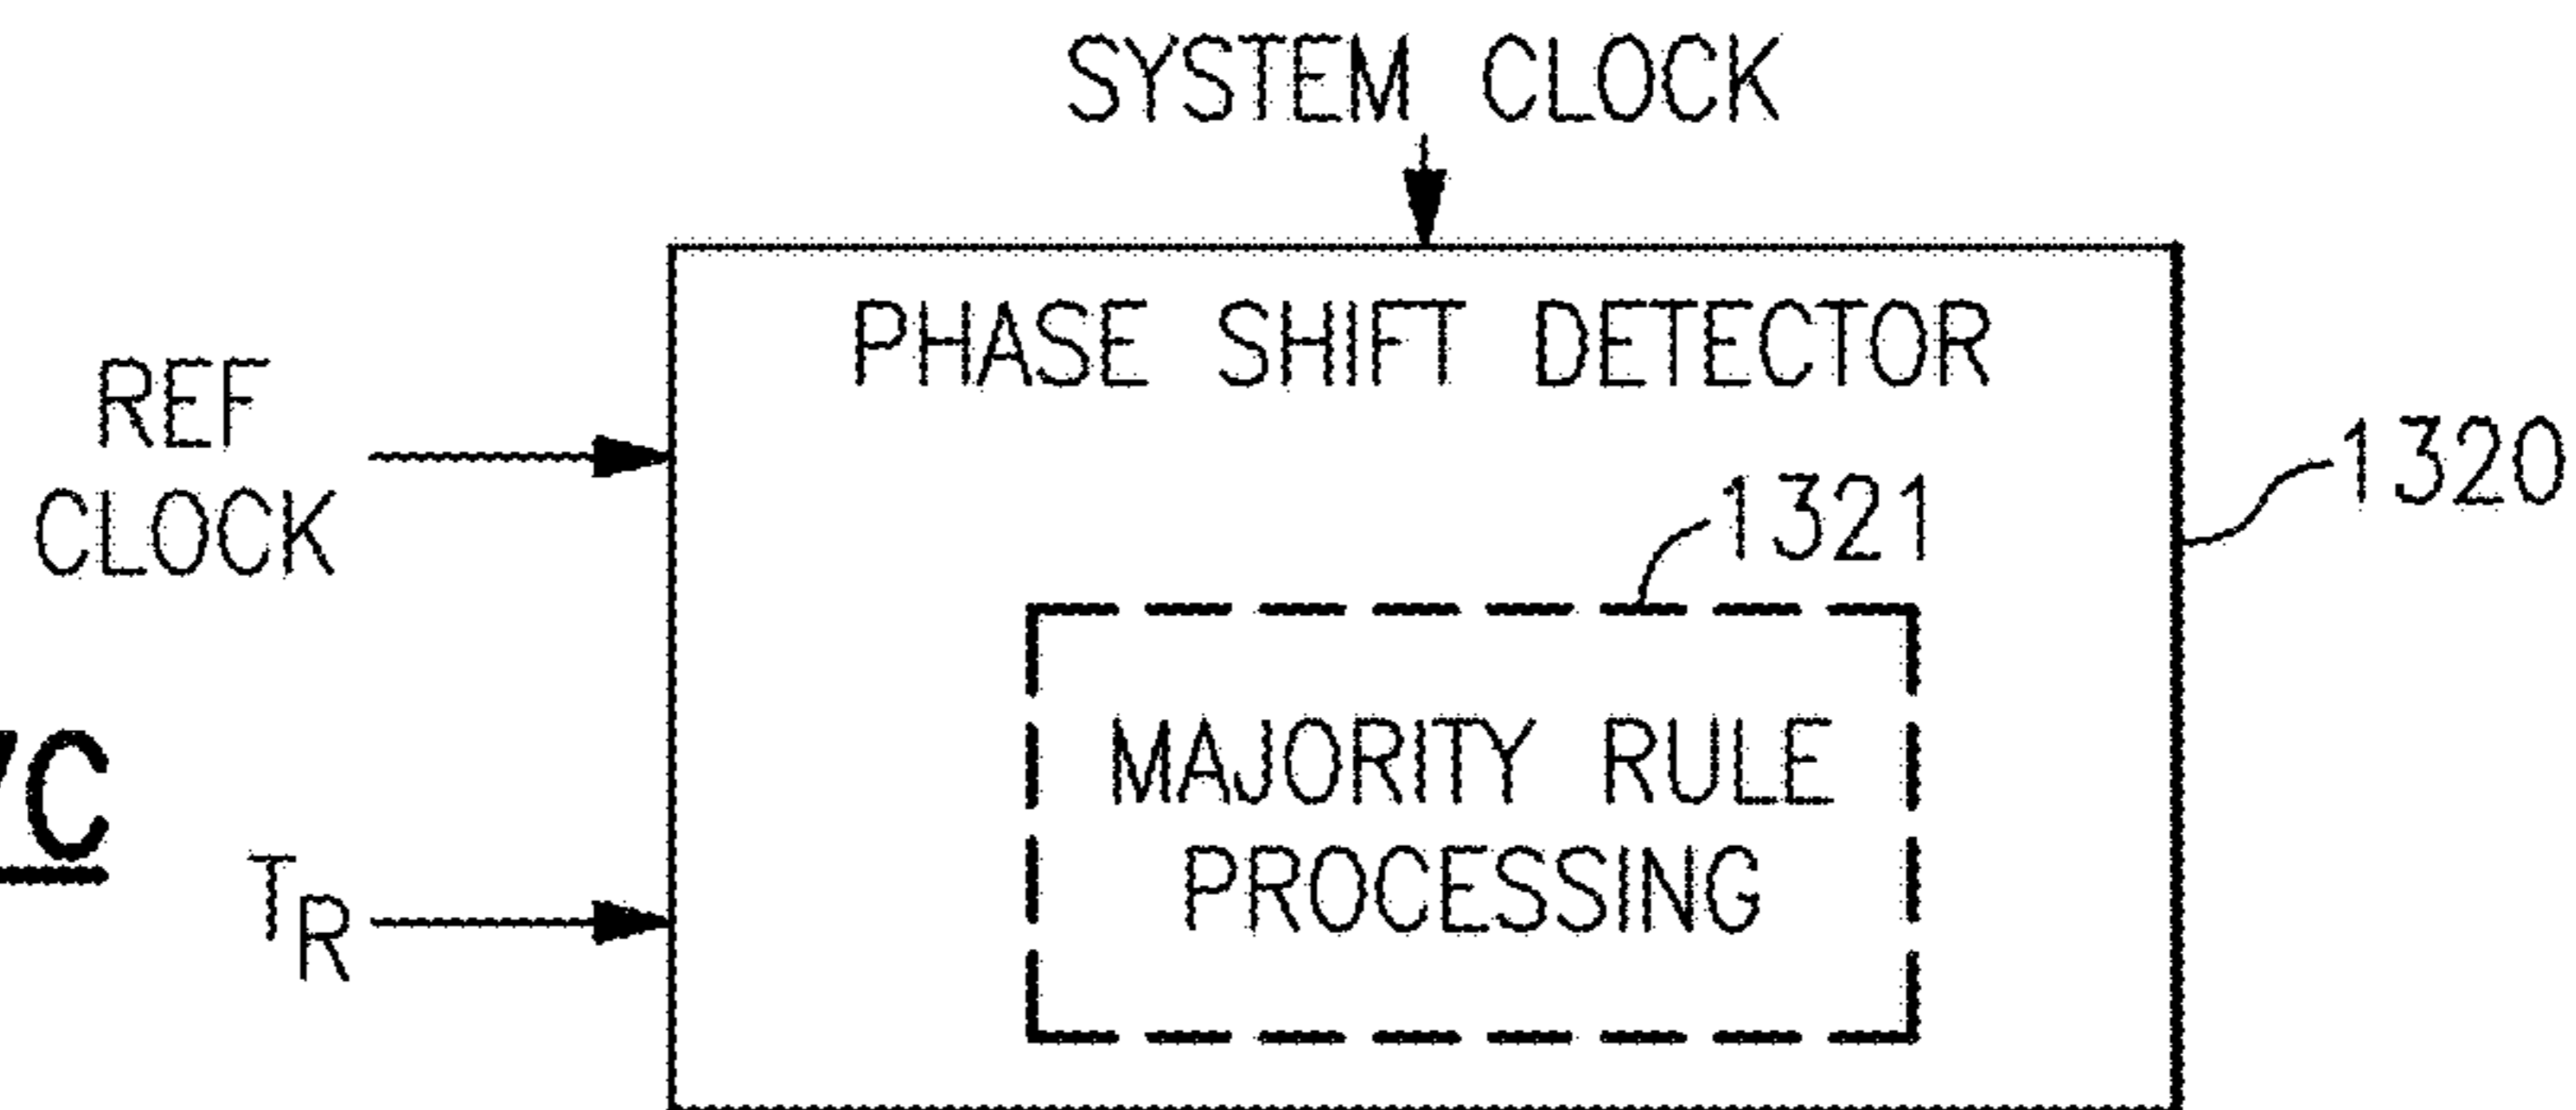 SYSTEM CLOCK
PHASE SHIFT DETECTOR
REF
CLOCK
1320
1321
MAJORITY RULE
PROCESSING
TR